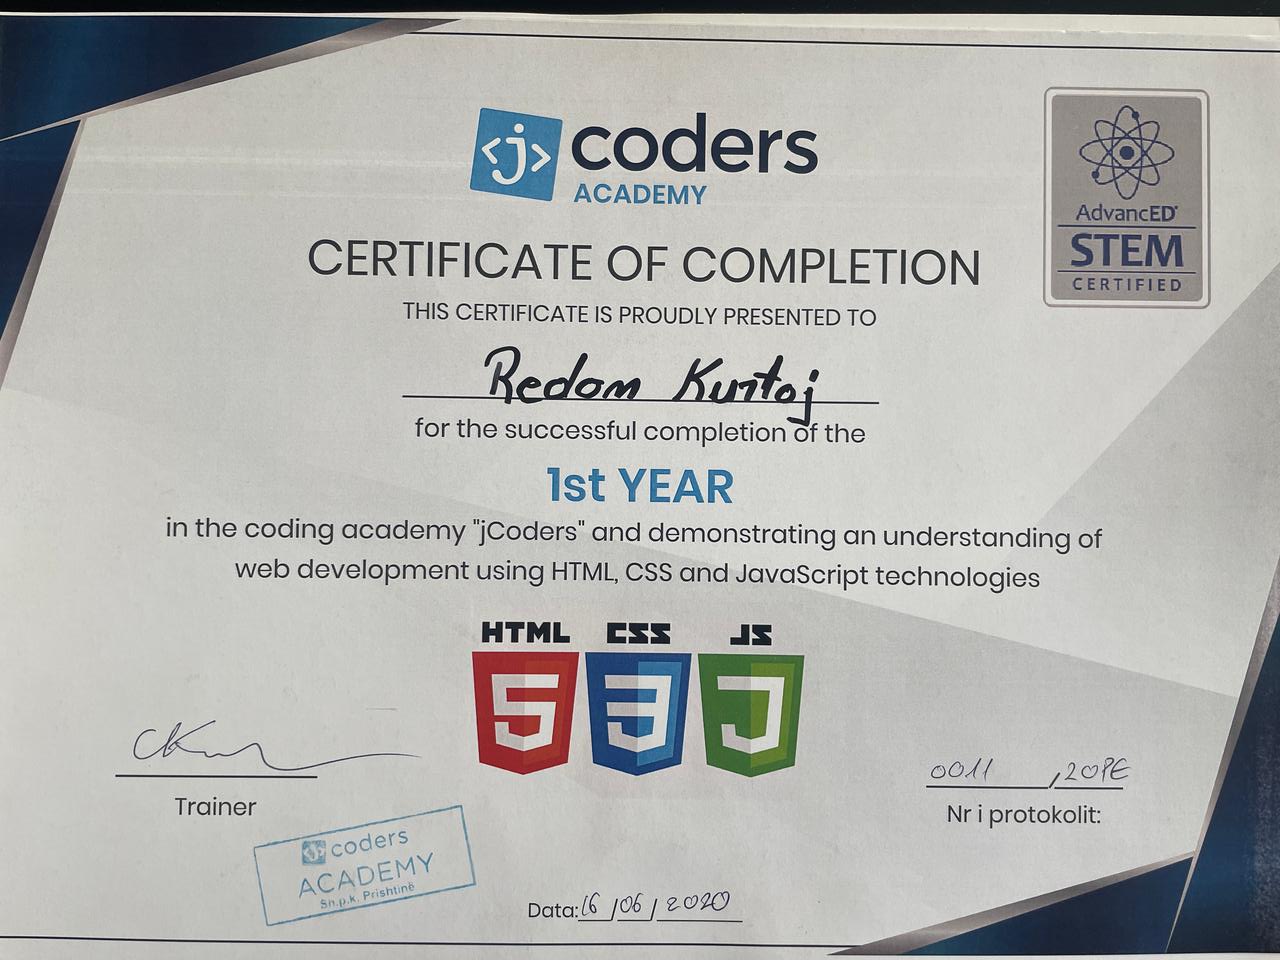 <j> coders
ACADEMY
AdvancED
STEM
CERTIFIED
CERTIFICATE OF COMPLETION
THIS CERTIFICATE IS PROUDLY PRESENTED TO
Redom Kurtaj
for the successful completion of the
1st YEAR
in the coding academy "jCoders" and demonstrating an understanding of
web development using HTML, CSS and JavaScript technologies
HTML CSS JS
5 3 J
Trainer
0011 ,20PE
Nr i protokolit:
<j> coders
ACADEMY
Sh.p.k. Prishtinë
Data: 16 /06 / 2020